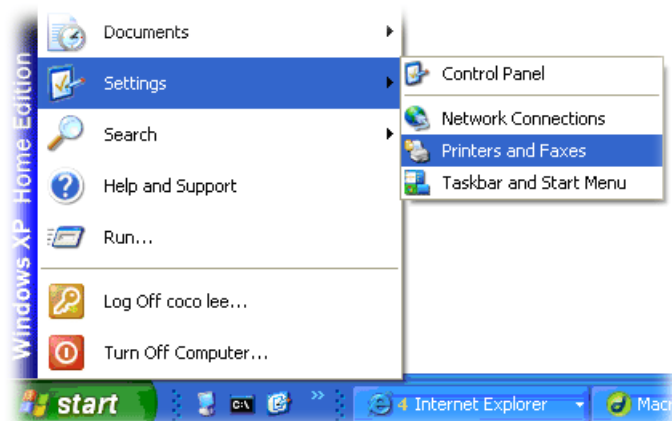 Documents
Settings
Search
Help and Support
Run...
Log Off coco lee...
Turn Off Computer...
Control Panel
Network Connections
Printers and Faxes
Taskbar and Start Menu
Windows XP Home Edition
start
C:\
4 Internet Explorer
Mac